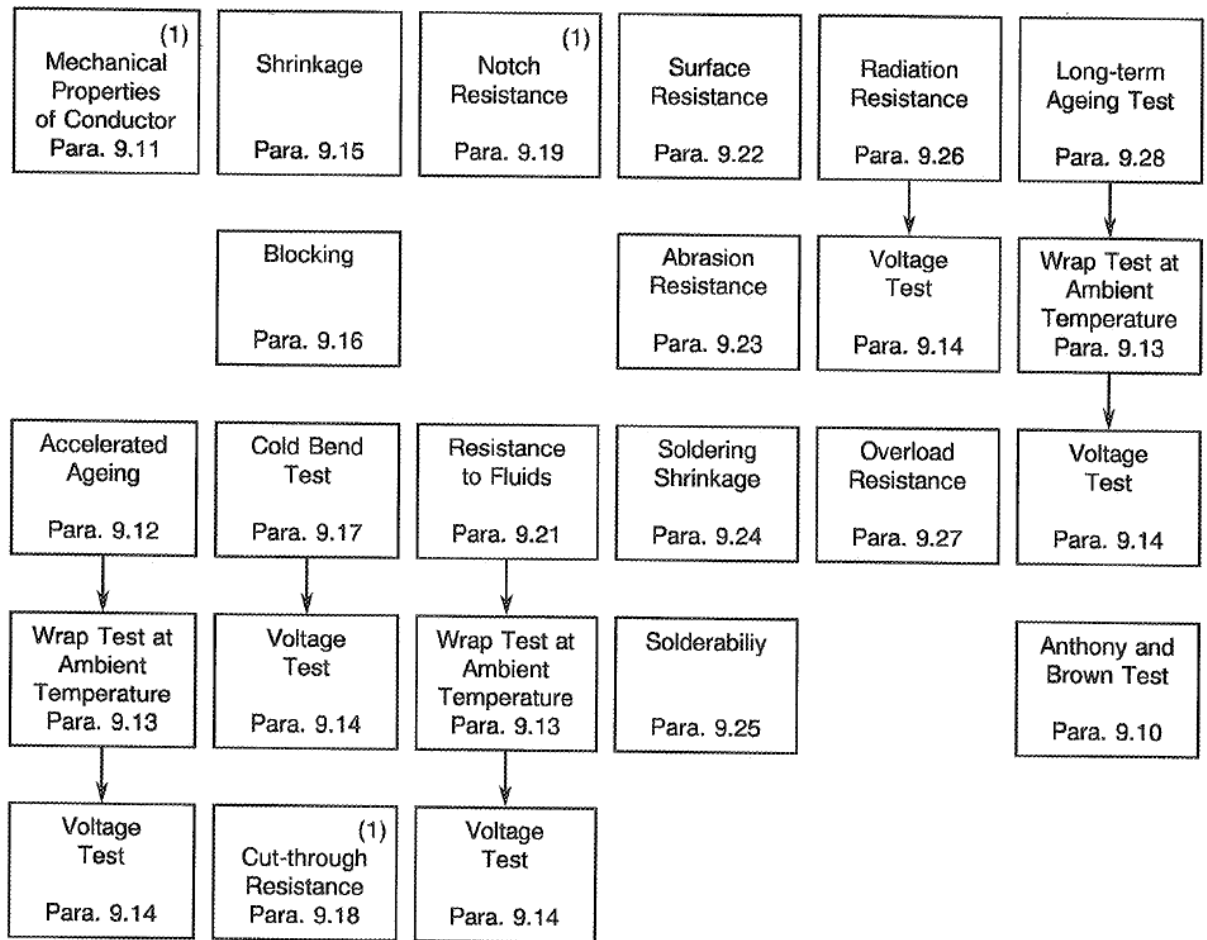 (1)
Mechanical
Properties
of Conductor
Para. 9.11
Shrinkage
Para. 9.15
(1)
Notch
Resistance
Para. 9.19
Surface
Resistance
Para. 9.22
Radiation
Resistance
Para. 9.26
Long-term
Ageing Test
Para. 9.28
Blocking
Para. 9.16
Abrasion
Resistance
Para. 9.23
Voltage
Test
Para. 9.14
Wrap Test at
Ambient
Temperature
Para. 9.13
Accelerated
Ageing
Para. 9.12
Cold Bend
Test
Para. 9.17
Resistance
to Fluids
Para. 9.21
Soldering
Shrinkage
Para. 9.24
Overload
Resistance
Para. 9.27
Voltage
Test
Para. 9.14
Wrap Test at
Ambient
Temperature
Para. 9.13
Voltage
Test
Para. 9.14
Wrap Test at
Ambient
Temperature
Para. 9.13
Solderabiliy
Para. 9.25
Anthony and
Brown Test
Para. 9.10
Voltage
Test
Para. 9.14
(1)
Cut-through
Resistance
Para. 9.18
Voltage
Test
Para. 9.14